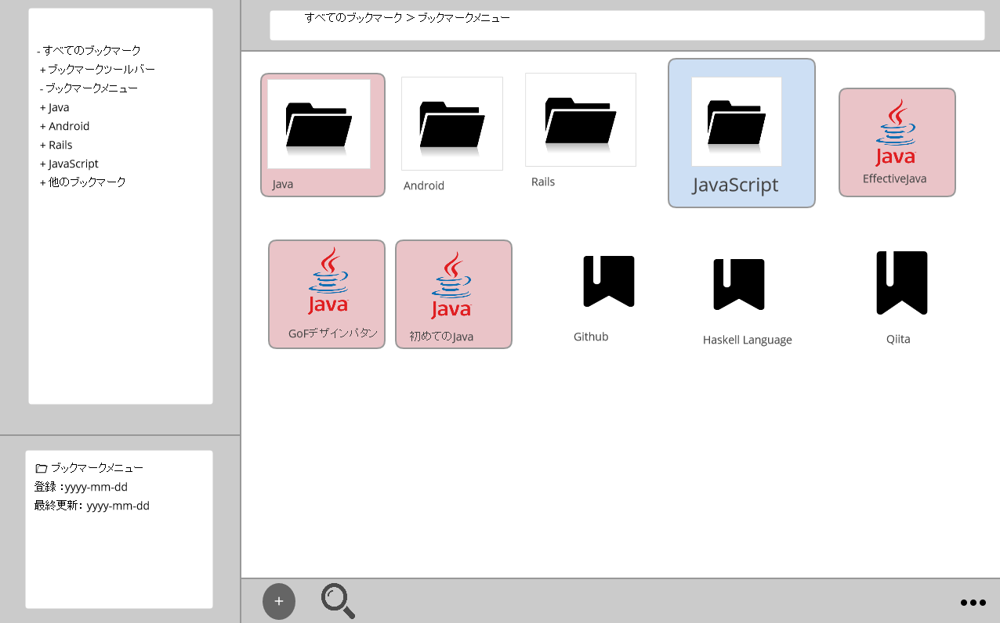 - すべてのブックマーク
+ ブックマークツールバー
- ブックマークメニュー
+ Java
+ Android
+ Rails
+ JavaScript
+ 他のブックマーク
ブックマークメニュー
登録 : yyyy-mm-dd
最終更新: yyyy-mm-dd
すべてのブックマーク > ブックマークメニュー
Java
Android
Rails
JavaScript
Java
EffectiveJava
Java
GoFデザインパタン
Java
初めてのJava
Github
Haskell Language
Qiita
+